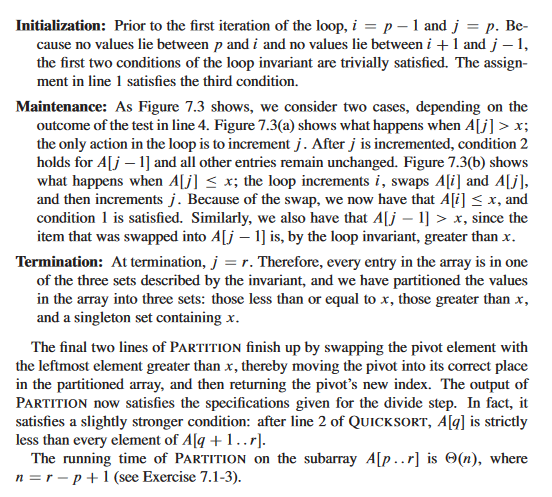 Initialization: Prior to the first iteration of the loop, i = p − 1 and j = p. Be-
cause no values lie between p and i and no values lie between i + 1 and j − 1,
the first two conditions of the loop invariant are trivially satisfied. The assign-
ment in line 1 satisfies the third condition.
Maintenance: As Figure 7.3 shows, we consider two cases, depending on the
outcome of the test in line 4. Figure 7.3(a) shows what happens when A[j] > x;
the only action in the loop is to increment j. After j is incremented, condition 2
holds for A[j − 1] and all other entries remain unchanged. Figure 7.3(b) shows
what happens when A[j] ≤ x; the loop increments i, swaps A[i] and A[j],
and then increments j. Because of the swap, we now have that A[i] ≤ x, and
condition 1 is satisfied. Similarly, we also have that A[j − 1] > x, since the
item that was swapped into A[j − 1] is, by the loop invariant, greater than x.
Termination: At termination, j = r. Therefore, every entry in the array is in one
of the three sets described by the invariant, and we have partitioned the values
in the array into three sets: those less than or equal to x, those greater than x,
and a singleton set containing x.
The final two lines of PARTITION finish up by swapping the pivot element with
the leftmost element greater than x, thereby moving the pivot into its correct place
in the partitioned array, and then returning the pivot's new index. The output of
PARTITION now satisfies the specifications given for the divide step. In fact, it
satisfies a slightly stronger condition: after line 2 of QUICKSORT, A[q] is strictly
less than every element of A[q + 1 . . r].
The running time of PARTITION on the subarray A[p . . r] is Θ(n), where
n = r − p + 1 (see Exercise 7.1-3).